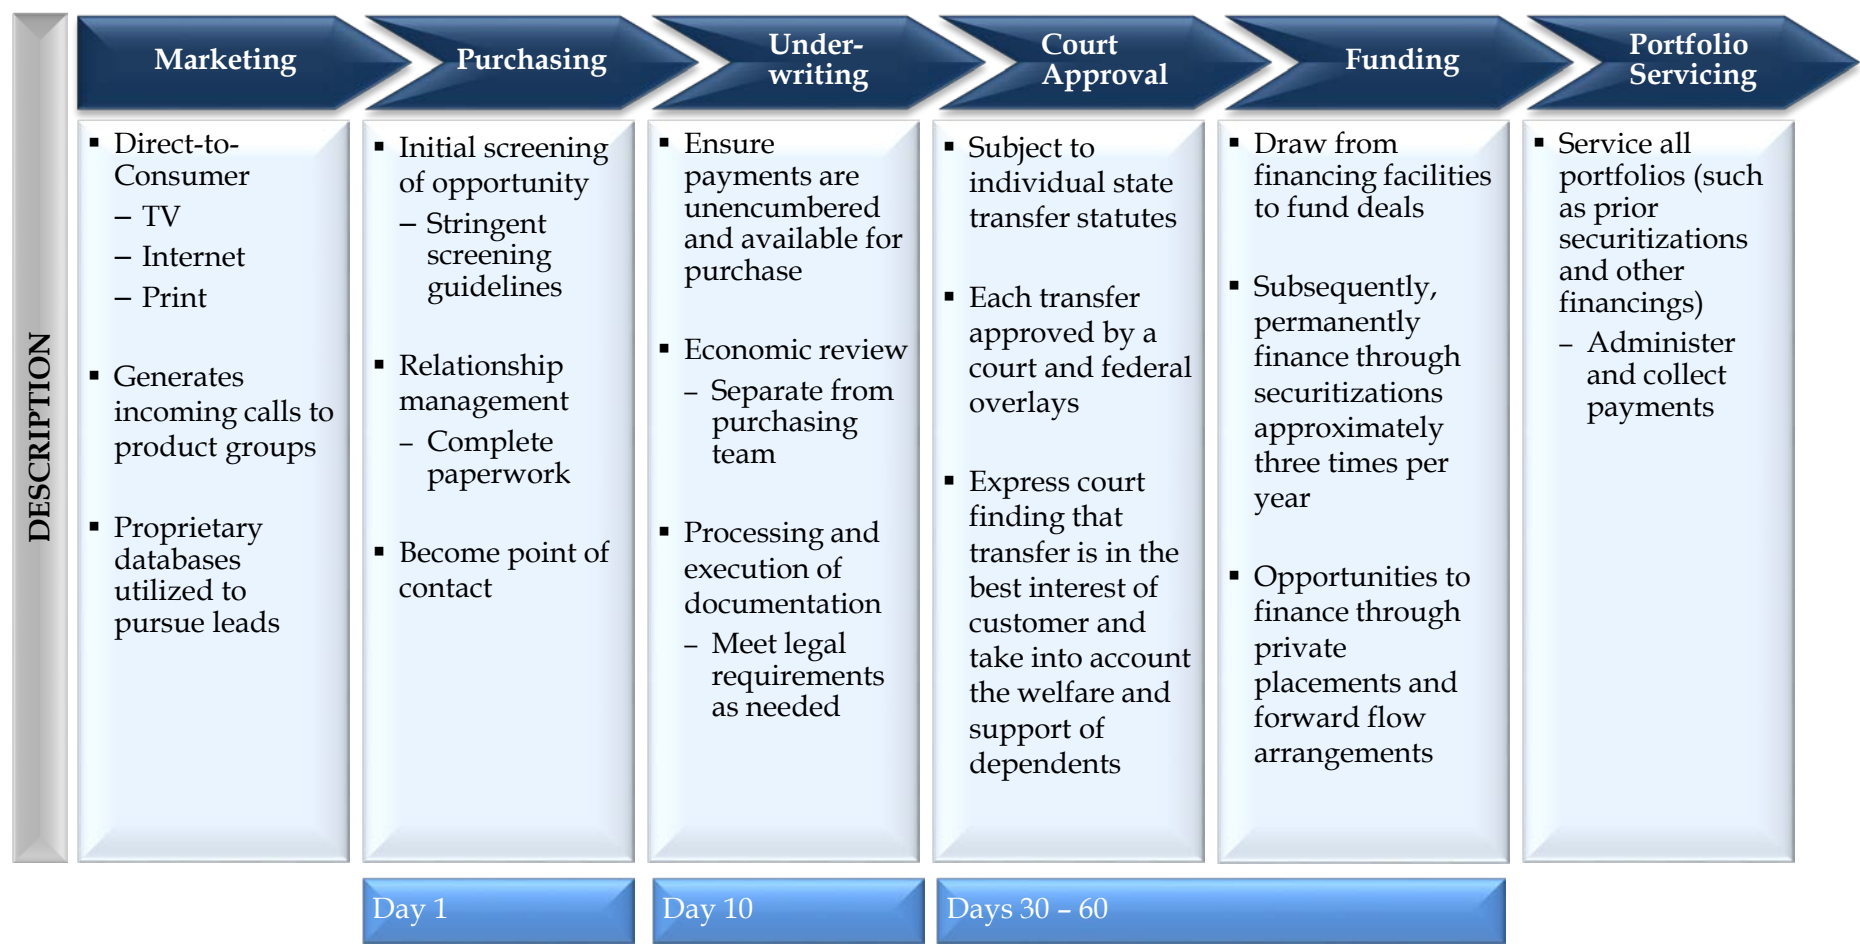 DESCRIPTION
Marketing
Purchasing
Under-
writing
Court
Approval
Funding
Portfolio
Servicing
▪ Direct-to-
Consumer
– TV
– Internet
– Print
▪ Generates
incoming calls to
product groups
▪ Proprietary
databases
utilized to
pursue leads
▪ Initial screening
of opportunity
– Stringent
screening
guidelines
▪ Relationship
management
– Complete
paperwork
▪ Become point of
contact
▪ Ensure
payments are
unencumbered
and available for
purchase
▪ Economic review
– Separate from
purchasing
team
▪ Processing and
execution of
documentation
– Meet legal
requirements
as needed
▪ Subject to
individual state
transfer statutes
▪ Each transfer
approved by a
court and federal
overlays
▪ Express court
finding that
transfer is in the
best interest of
customer and
take into account
the welfare and
support of
dependents
▪ Draw from
financing facilities
to fund deals
▪ Subsequently,
permanently
finance through
securitizations
approximately
three times per
year
▪ Opportunities to
finance through
private
placements and
forward flow
arrangements
▪ Service all
portfolios (such
as prior
securitizations
and other
financings)
– Administer
and collect
payments
Day 1
Day 10
Days 30 – 60